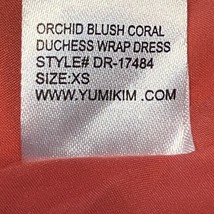 ORCHID BLUSH CORAL
DUCHESS WRAP DRESS
STYLE# DR-17484
SIZE:XS
WWW.YUMIKIM.COM